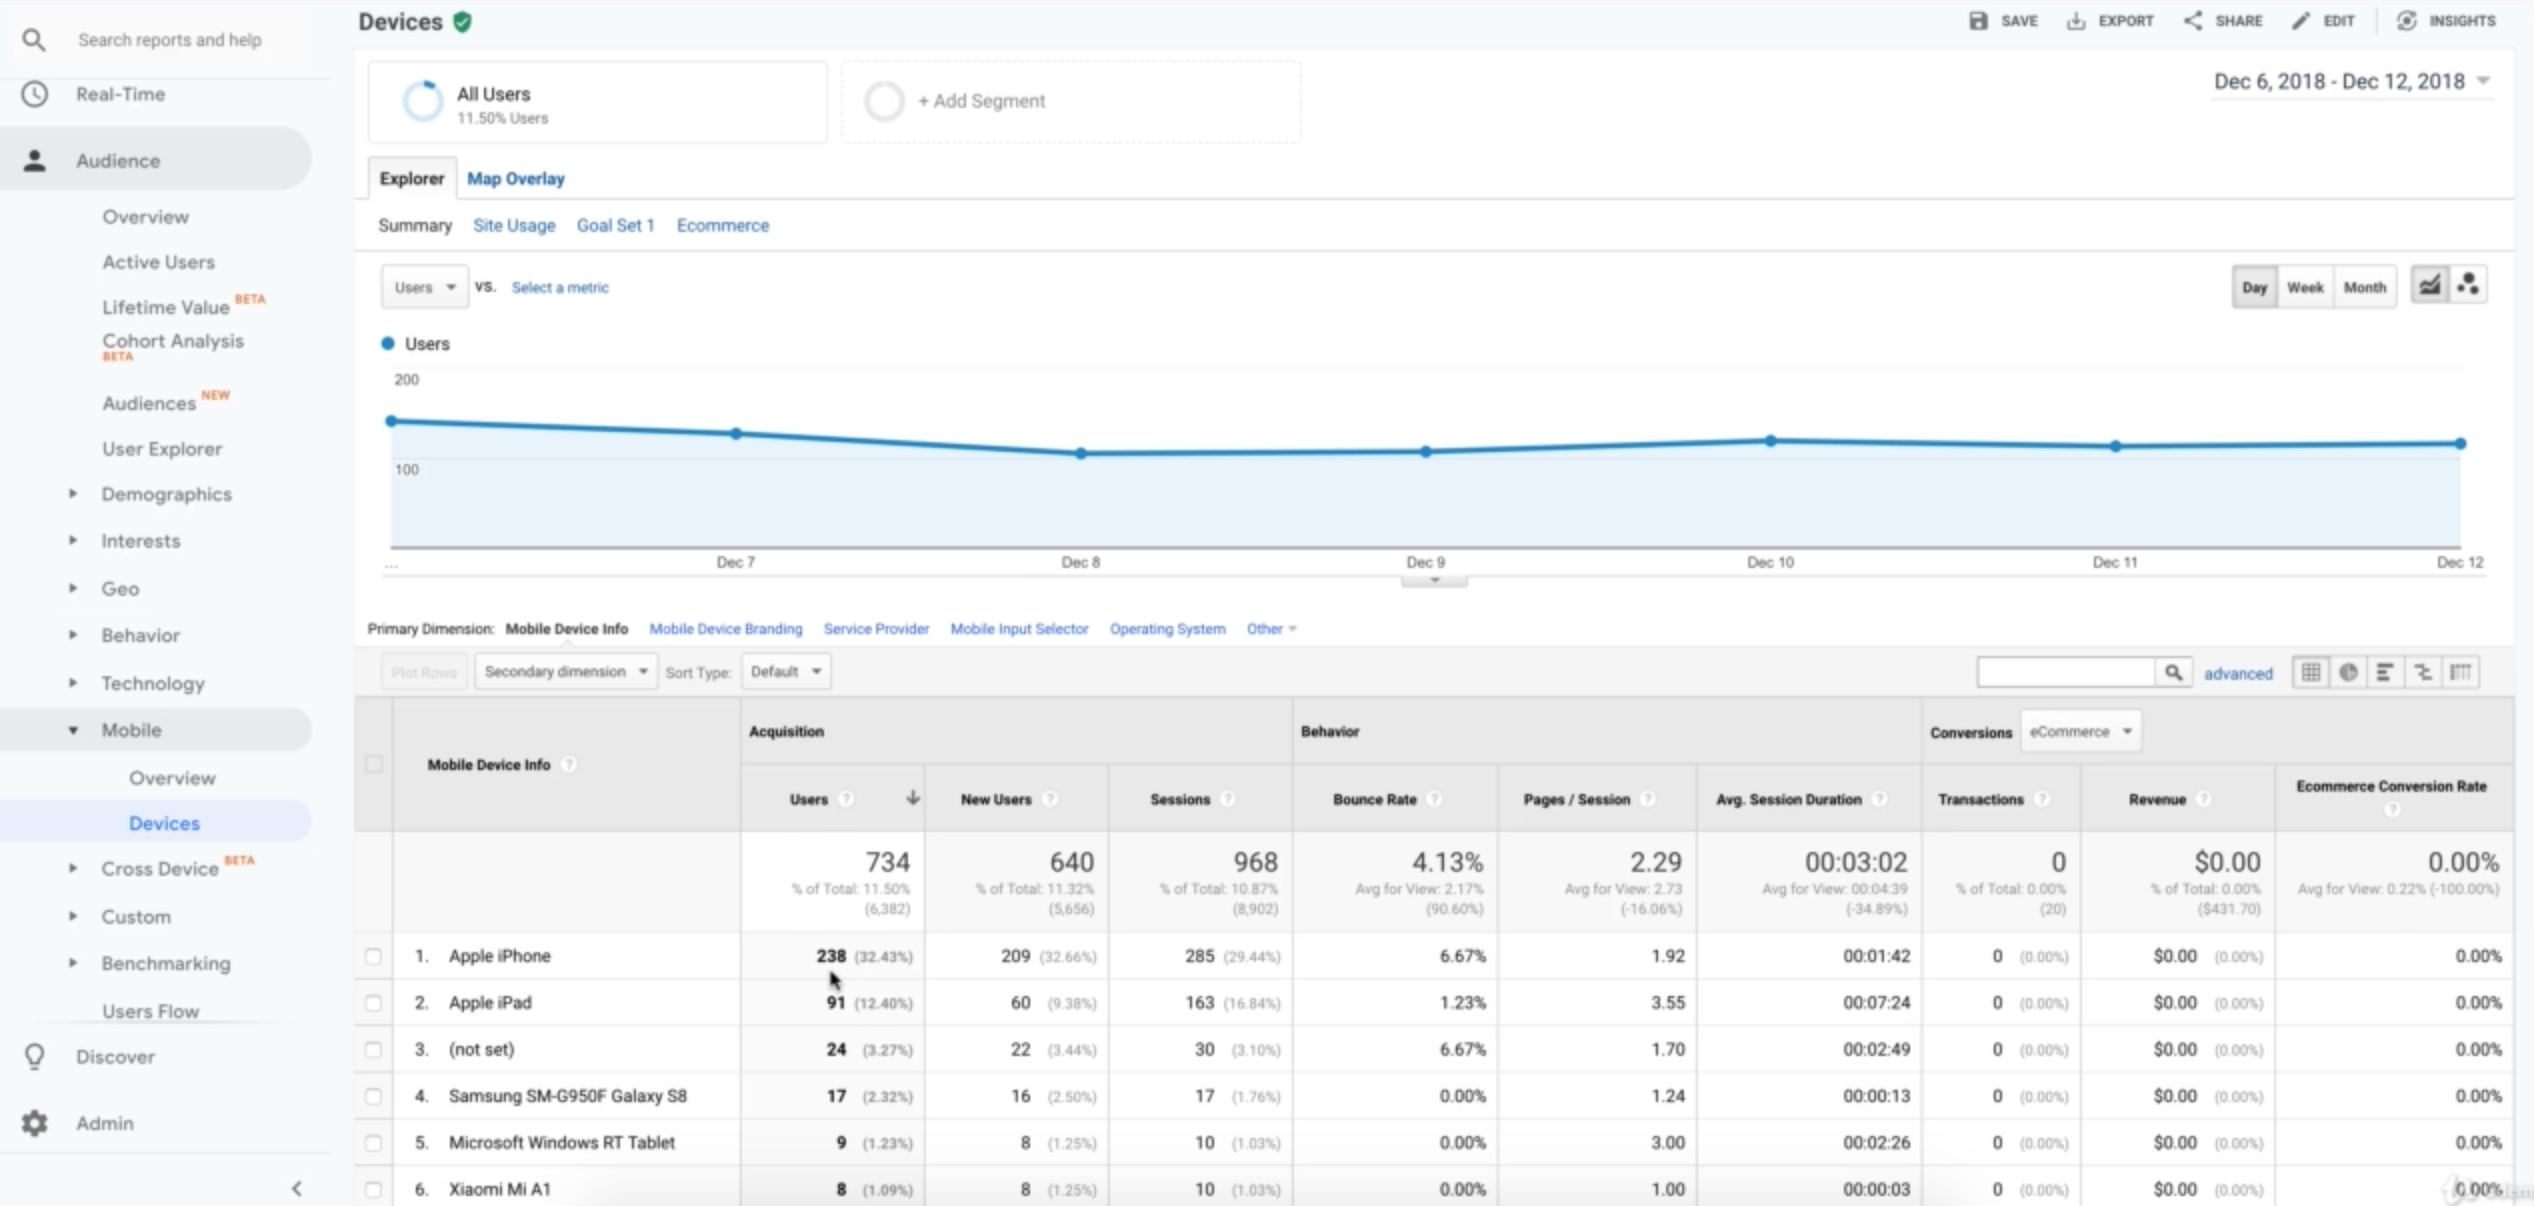 Search reports and help
Real-Time
Audience
Overview
Active Users
Lifetime Value BETA
Cohort Analysis
BETA
Audiences NEW
User Explorer
Demographics
Interests
Geo
Behavior
Technology
Mobile
Overview
Devices
Cross Device BETA
Custom
Benchmarking
Users Flow
Discover
Admin
Devices
SAVE EXPORT SHARE EDIT INSIGHTS
All Users
11.50% Users
+ Add Segment
Dec 6, 2018 - Dec 12, 2018
Explorer Map Overlay
Summary Site Usage Goal Set 1 Ecommerce
Users VS. Select a metric
Day Week Month
Users
200
100
... Dec 7 Dec 8 Dec 9 Dec 10 Dec 11 Dec 12
Primary Dimension: Mobile Device Info Mobile Device Branding Service Provider Mobile Input Selector Operating System Other
Plot Rows Secondary dimension Sort Type: Default advanced
Mobile Device Info ?
Acquisition Behavior Conversions eCommerce
Users ? New Users ? Sessions ? Bounce Rate ? Pages / Session ? Avg. Session Duration ? Transactions ? Revenue ? Ecommerce Conversion Rate ?
734 640 968 4.13% 2.29 00:03:02 0 $0.00 0.00%
% of Total: 11.50% % of Total: 11.32% % of Total: 10.87% Avg for View: 2.17% Avg for View: 2.73 Avg for View: 00:04:39 % of Total: 0.00% % of Total: 0.00% Avg for View: 0.22% (-100.00%)
(6,382) (5,656) (8,902) (90.60%) (-16.06%) (-34.89%) (20) ($431.70)
1. Apple iPhone 238 (32.43%) 209 (32.66%) 285 (29.44%) 6.67% 1.92 00:01:42 0 (0.00%) $0.00 (0.00%) 0.00%
2. Apple iPad 91 (12.40%) 60 (9.38%) 163 (16.84%) 1.23% 3.55 00:07:24 0 (0.00%) $0.00 (0.00%) 0.00%
3. (not set) 24 (3.27%) 22 (3.44%) 30 (3.10%) 6.67% 1.70 00:02:49 0 (0.00%) $0.00 (0.00%) 0.00%
4. Samsung SM-G950F Galaxy S8 17 (2.32%) 16 (2.50%) 17 (1.76%) 0.00% 1.24 00:00:13 0 (0.00%) $0.00 (0.00%) 0.00%
5. Microsoft Windows RT Tablet 9 (1.23%) 8 (1.25%) 10 (1.03%) 0.00% 3.00 00:02:26 0 (0.00%) $0.00 (0.00%) 0.00%
6. Xiaomi Mi A1 8 (1.09%) 8 (1.25%) 10 (1.03%) 0.00% 1.00 00:00:03 0 (0.00%) $0.00 (0.00%) 0.00%